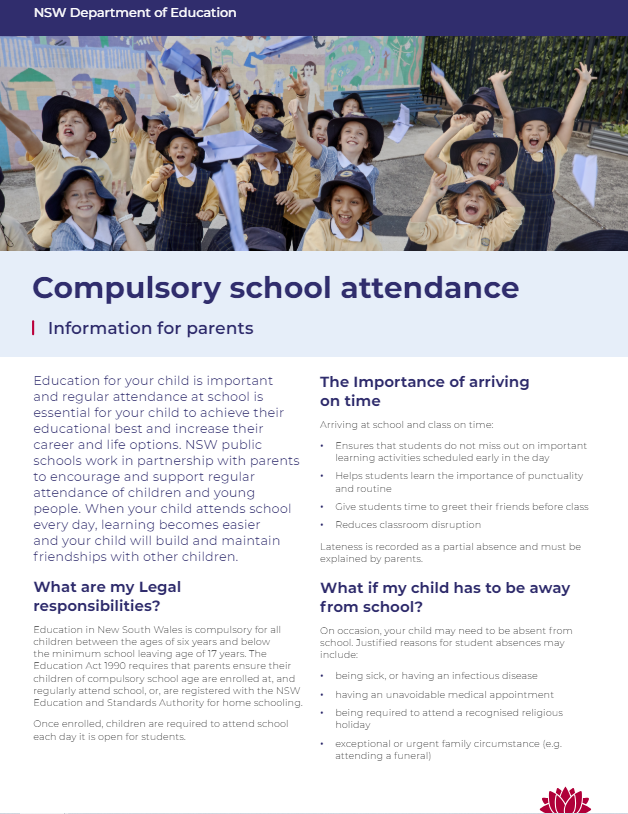 NSW Department of Education
Compulsory school attendance
Information for parents
Education for your child is important
and regular attendance at school is
essential for your child to achieve their
educational best and increase their
career and life options. NSW public
schools work in partnership with parents
to encourage and support regular
attendance of children and young
people. When your child attends school
every day, learning becomes easier
and your child will build and maintain
friendships with other children.
What are my Legal
responsibilities?
Education in New South Wales is compulsory for all
children between the ages of six years and below
the minimum school leaving age of 17 years. The
Education Act 1990 requires that parents ensure their
children of compulsory school age are enrolled at, and
regularly attend school, or, are registered with the NSW
Education and Standards Authority for home schooling.
Once enrolled, children are required to attend school
each day it is open for students.
The Importance of arriving
on time
Arriving at school and class on time:
• Ensures that students do not miss out on important
learning activities scheduled early in the day
• Helps students learn the importance of punctuality
and routine
• Give students time to greet their friends before class
• Reduces classroom disruption
Lateness is recorded as a partial absence and must be
explained by parents.
What if my child has to be away
from school?
On occasion, your child may need to be absent from
school. Justified reasons for student absences may
include:
• being sick, or having an infectious disease
• having an unavoidable medical appointment
• being required to attend a recognised religious
holiday
• exceptional or urgent family circumstance (e.g.
attending a funeral)